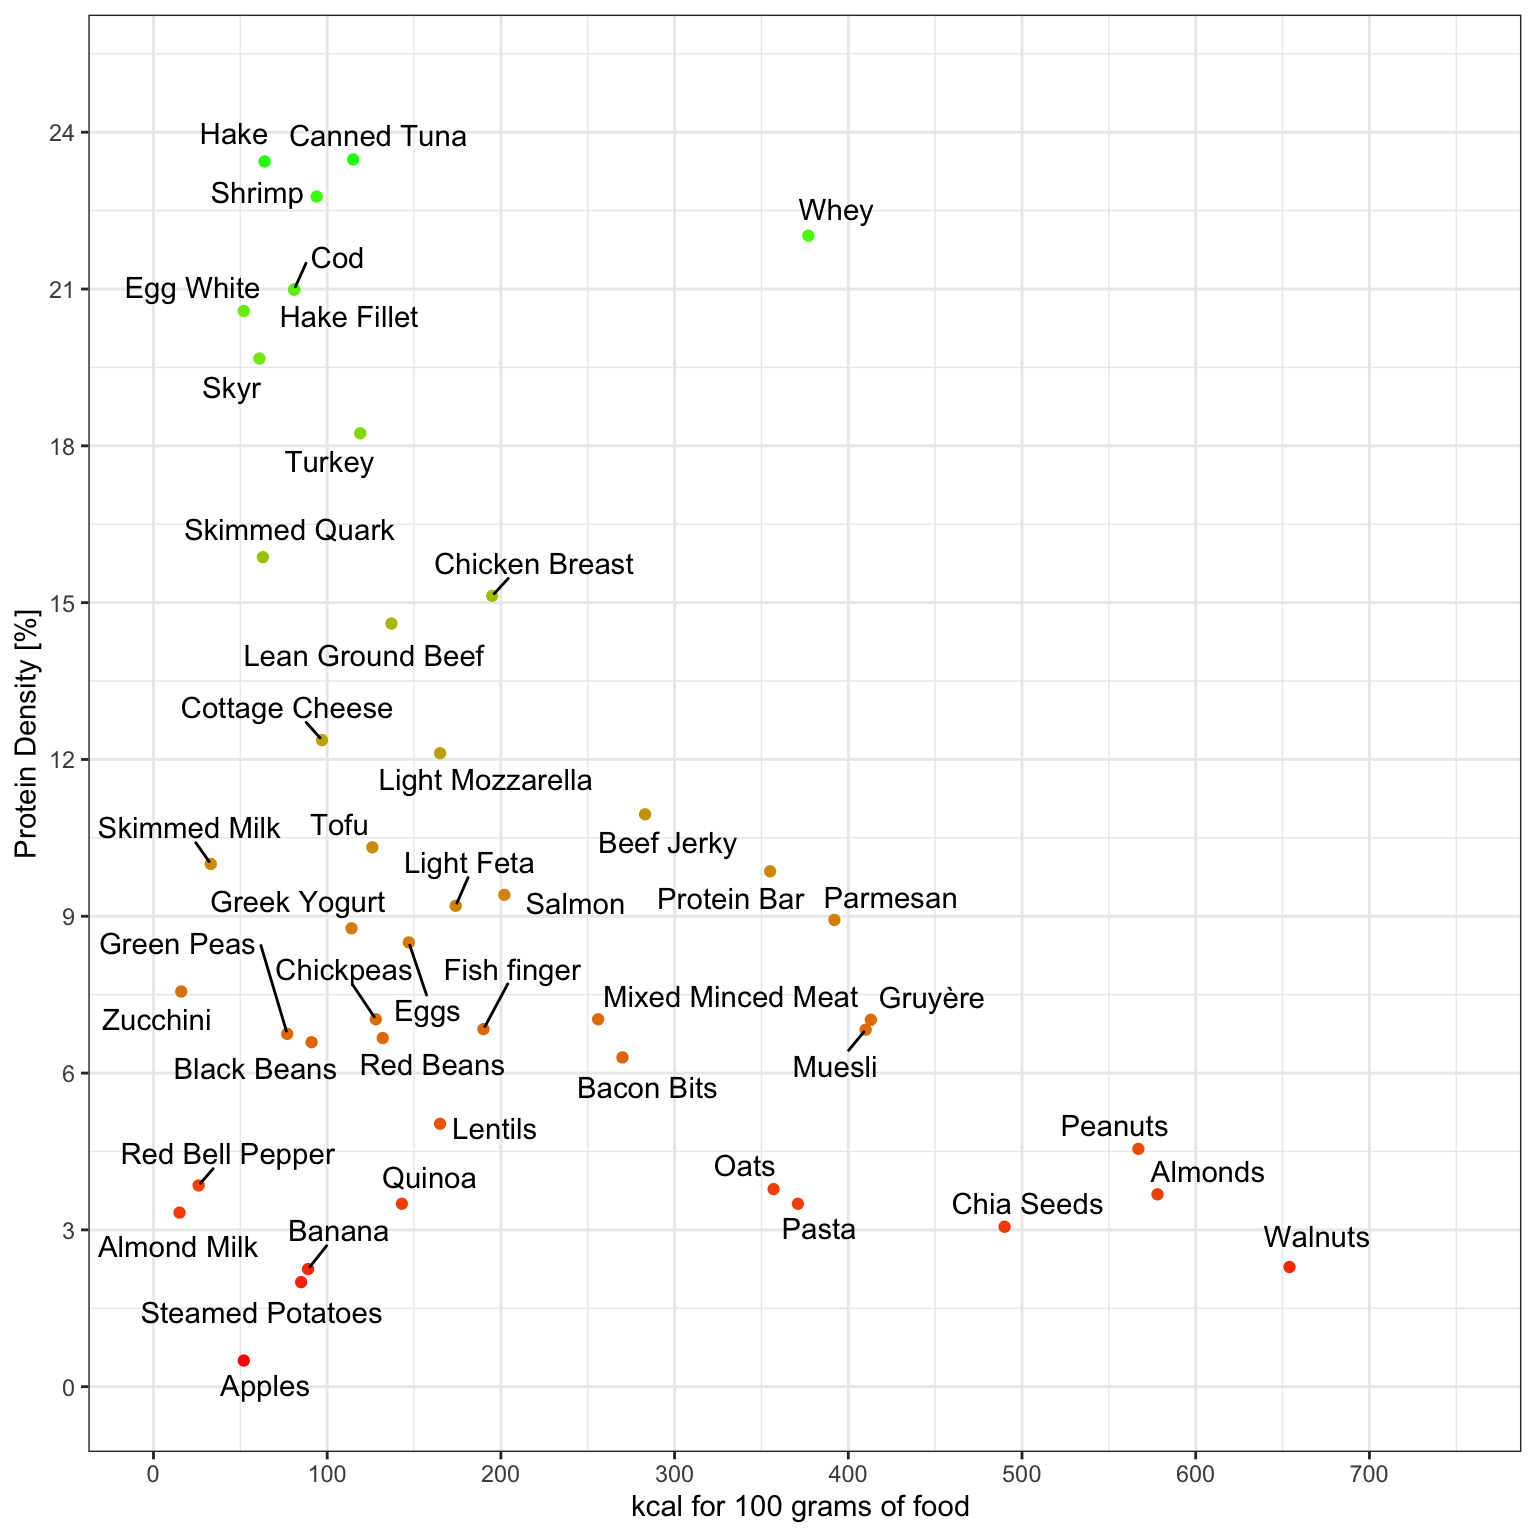 24
Hake
Canned Tuna
Shrimp
Whey
Cod
21
Egg White
Hake Fillet
Skyr
18
Turkey
Skimmed Quark
Chicken Breast
15
Lean Ground Beef
Cottage Cheese
12
Light Mozzarella
Skimmed Milk
Tofu
Beef Jerky
Light Feta
Protein Bar
Parmesan
Greek Yogurt
Salmon
9
Green Peas
Chickpeas
Fish finger
Mixed Minced Meat
Gruyère
Eggs
Zucchini
Black Beans
Red Beans
Muesli
6
Bacon Bits
Lentils
Peanuts
Red Bell Pepper
Oats
Almonds
Quinoa
Chia Seeds
Banana
Pasta
3
Walnuts
Almond Milk
Steamed Potatoes
Apples
0
Protein Density [%]
0 100 200 300 400 500 600 700
kcal for 100 grams of food